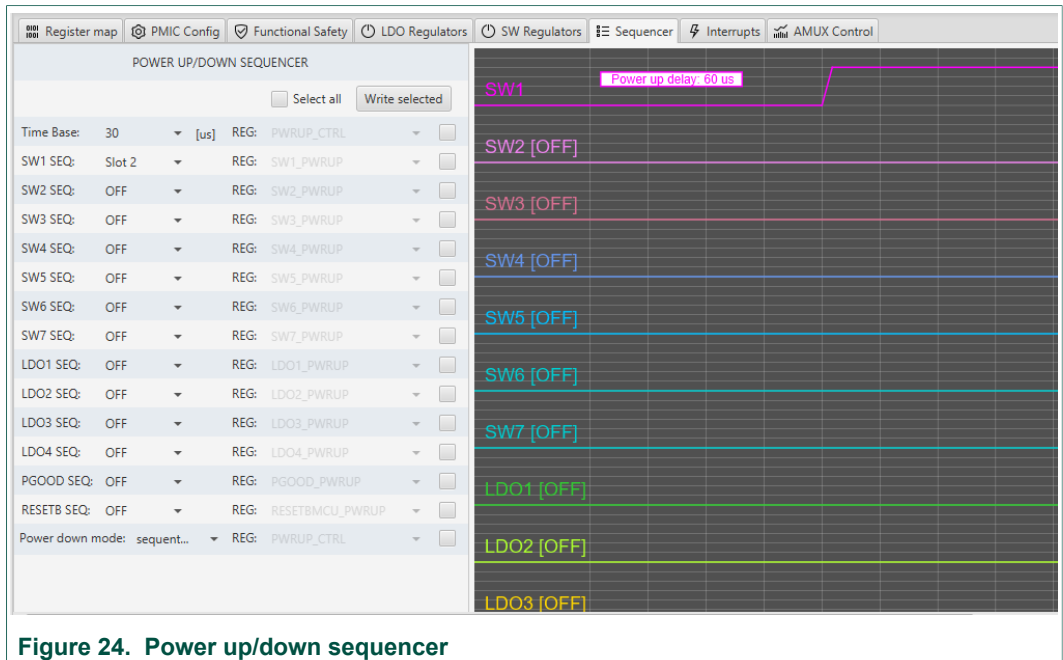 Register map PMIC Config Functional Safety LDO Regulators SW Regulators Sequencer Interrupts AMUX Control
POWER UP/DOWN SEQUENCER
Select all Write selected
Time Base: 30 [us] REG: PWRUP_CTRL
SW1 SEQ: Slot 2 REG: SW1_PWRUP
SW2 SEQ: OFF REG: SW2_PWRUP
SW3 SEQ: OFF REG: SW3_PWRUP
SW4 SEQ: OFF REG: SW4_PWRUP
SW5 SEQ: OFF REG: SW5_PWRUP
SW6 SEQ: OFF REG: SW6_PWRUP
SW7 SEQ: OFF REG: SW7_PWRUP
LDO1 SEQ: OFF REG: LDO1_PWRUP
LDO2 SEQ: OFF REG: LDO2_PWRUP
LDO3 SEQ: OFF REG: LDO3_PWRUP
LDO4 SEQ: OFF REG: LDO4_PWRUP
PGOOD SEQ: OFF REG: PGOOD_PWRUP
RESETB SEQ: OFF REG: RESETBMCU_PWRUP
Power down mode: sequent... REG: PWRUP_CTRL
SW1 Power up delay: 60 us
SW2 [OFF]
SW3 [OFF]
SW4 [OFF]
SW5 [OFF]
SW6 [OFF]
SW7 [OFF]
LDO1 [OFF]
LDO2 [OFF]
LDO3 [OFF]
Figure 24. Power up/down sequencer